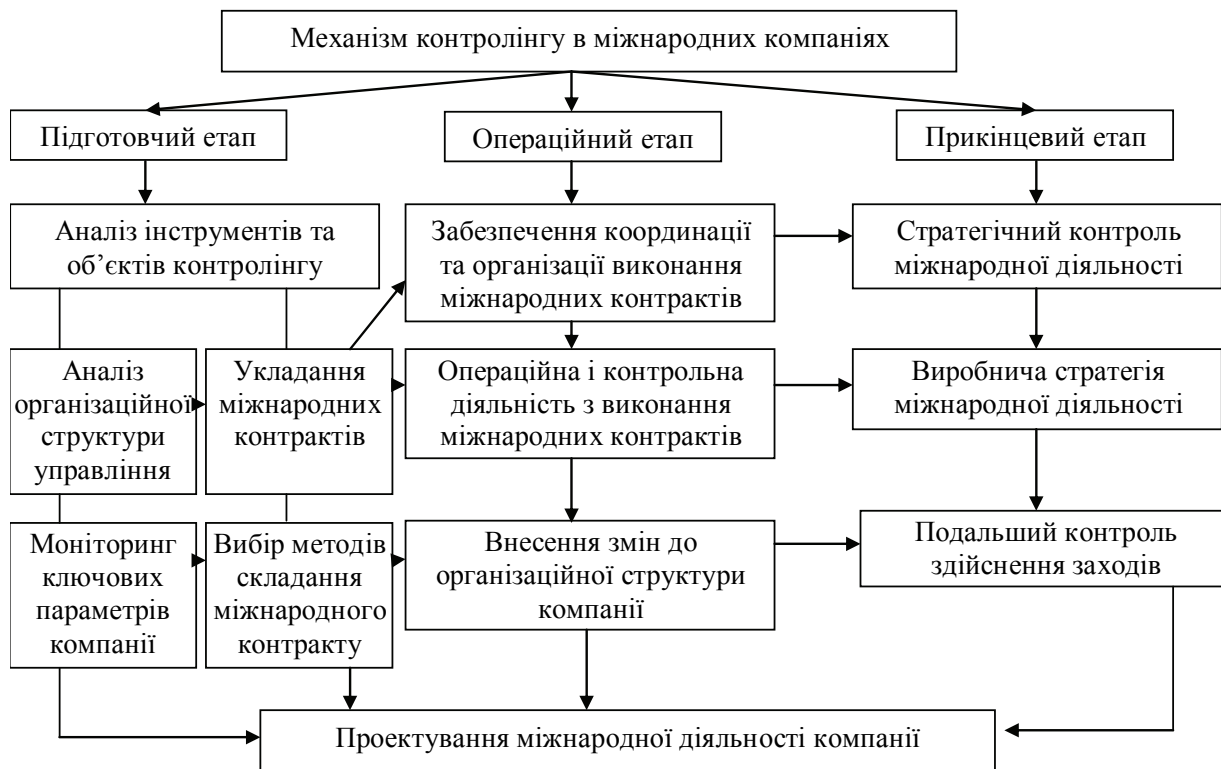 Механізм контролінгу в міжнародних компаніях
Підготовчий етап
Операційний етап
Прикінцевий етап
Аналіз інструментів та
об’єктів контролінгу
Забезпечення координації
та організації виконання
міжнародних контрактів
Стратегічний контроль
міжнародної діяльності
Аналіз
організаційної
структури
управління
Укладання
міжнародних
контрактів
Операційна і контрольна
діяльність з виконання
міжнародних контрактів
Виробнича стратегія
міжнародної діяльності
Моніторинг
ключових
параметрів
компанії
Вибір методів
складання
міжнародного
контракту
Внесення змін до
організаційної структури
компанії
Подальший контроль
здійснення заходів
Проектування міжнародної діяльності компанії